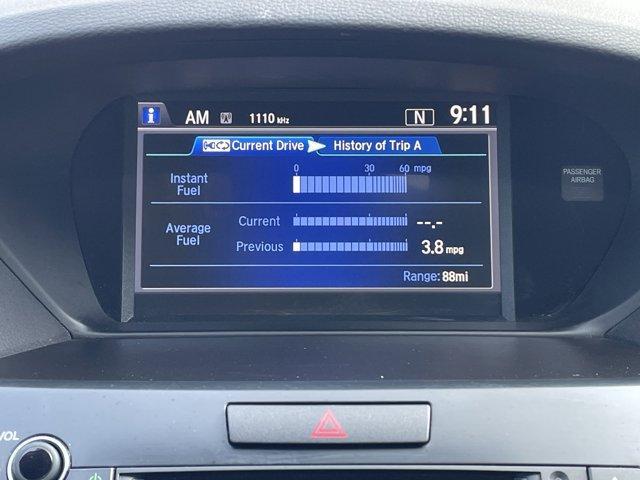 i AM 1110 kHz N 9:11
Current Drive History of Trip A
0 30 60 mpg
Instant
Fuel
Average
Fuel
Current --.-
Previous 3.8 mpg
Range: 88mi
PASSENGER
AIRBAG
VOL